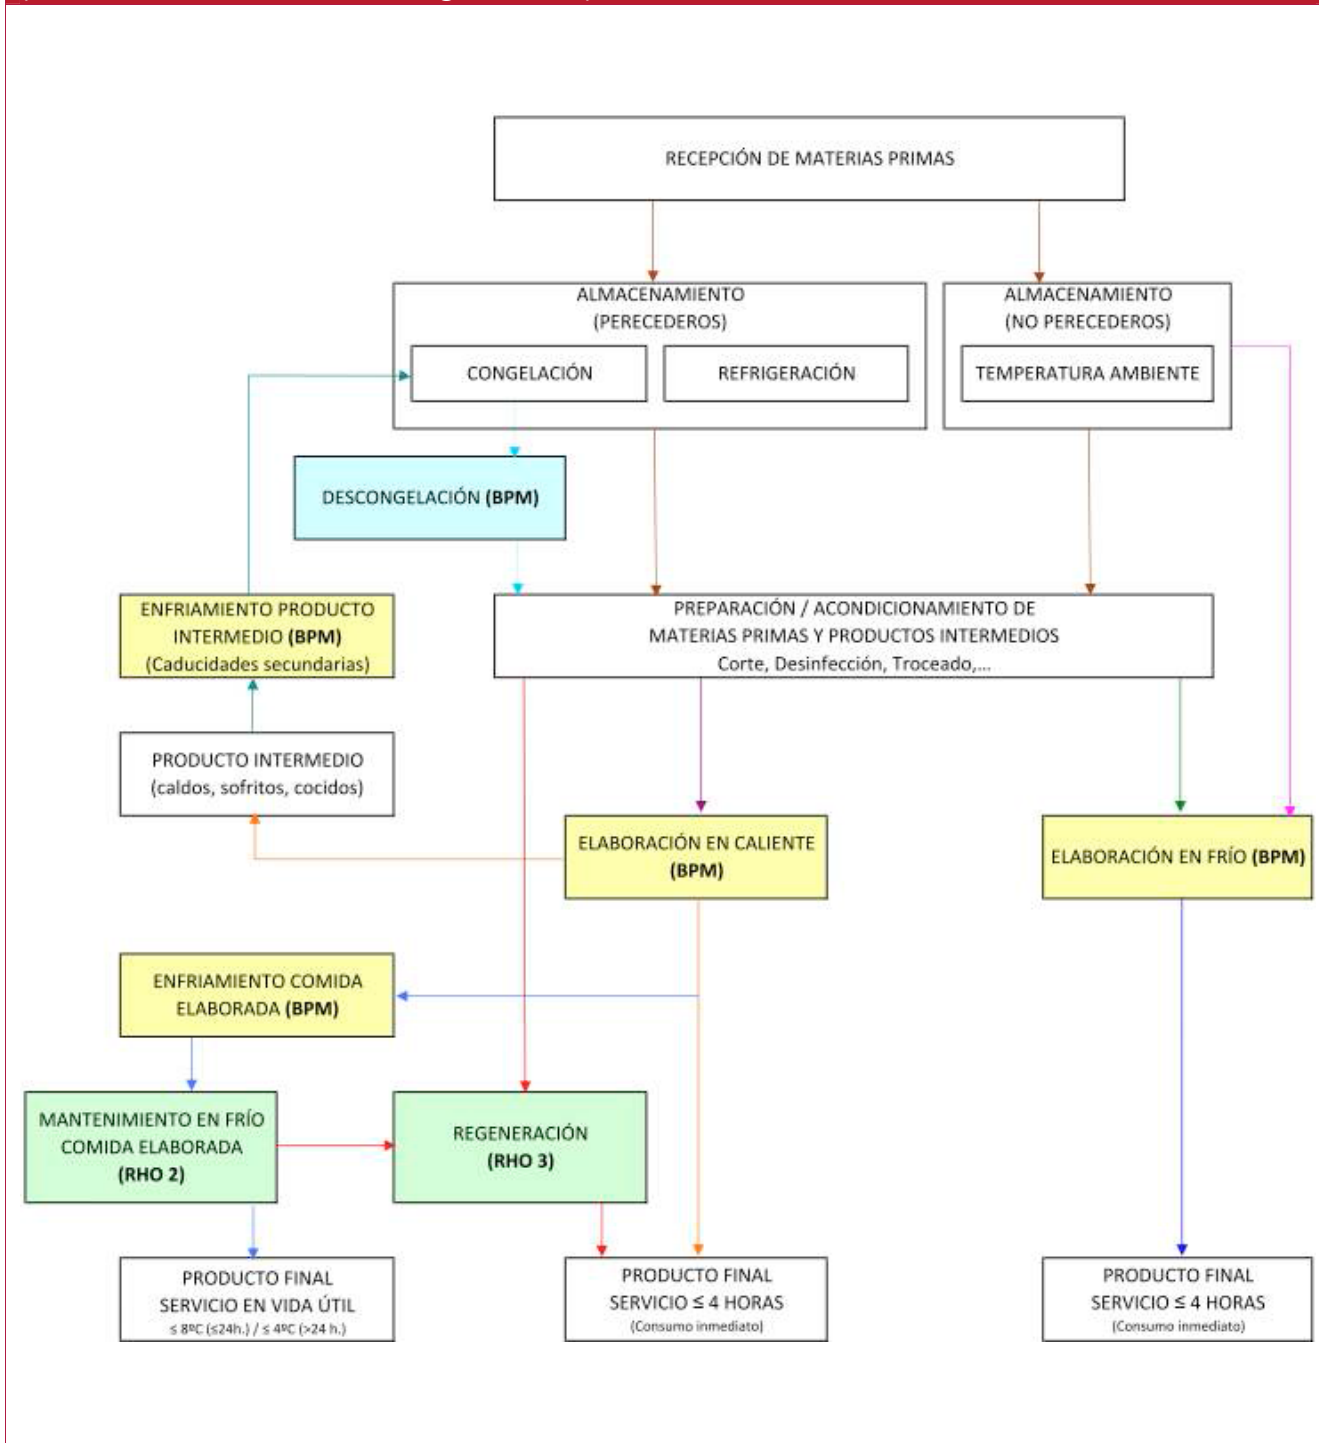 RECEPCIÓN DE MATERIAS PRIMAS
ALMACENAMIENTO
(PERECEDEROS)
CONGELACIÓN
REFRIGERACIÓN
ALMACENAMIENTO
(NO PERECEDEROS)
TEMPERATURA AMBIENTE
DESCONGELACIÓN (BPM)
ENFRIAMIENTO PRODUCTO
INTERMEDIO (BPM)
(Caducidades secundarias)
PREPARACIÓN / ACONDICIONAMIENTO DE
MATERIAS PRIMAS Y PRODUCTOS INTERMEDIOS
Corte, Desinfección, Troceado,...
PRODUCTO INTERMEDIO
(caldos, sofritos, cocidos)
ELABORACIÓN EN CALIENTE
(BPM)
ELABORACIÓN EN FRÍO (BPM)
ENFRIAMIENTO COMIDA
ELABORADA (BPM)
MANTENIMIENTO EN FRÍO
COMIDA ELABORADA
(RHO 2)
REGENERACIÓN
(RHO 3)
PRODUCTO FINAL
SERVICIO EN VIDA ÚTIL
≤ 8ºC (≤24h.) / ≤ 4ºC (>24 h.)
PRODUCTO FINAL
SERVICIO ≤ 4 HORAS
(Consumo inmediato)
PRODUCTO FINAL
SERVICIO ≤ 4 HORAS
(Consumo inmediato)